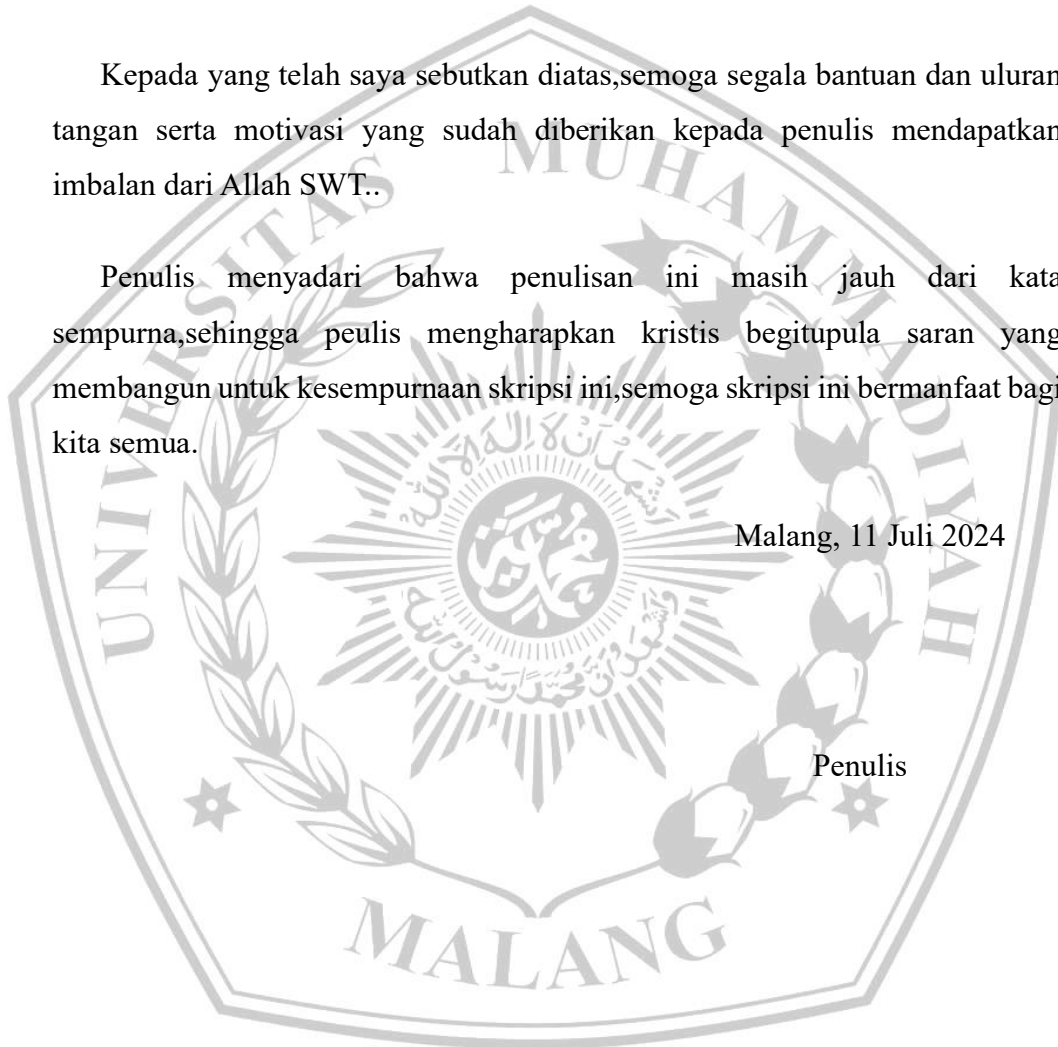 Kepada yang telah saya sebutkan diatas,semoga segala bantuan dan uluran
tangan serta motivasi yang sudah diberikan kepada penulis mendapatkan
imbalan dari Allah SWT..
Penulis menyadari bahwa penulisan ini masih jauh dari kata
sempurna,sehingga peulis mengharapkan kristis begitupula saran yang
membangun untuk kesempurnaan skripsi ini,semoga skripsi ini bermanfaat bagi
kita semua.
Malang, 11 Juli 2024
Penulis
UNIVERSITAS MUHAMMADIYAH
MALANG